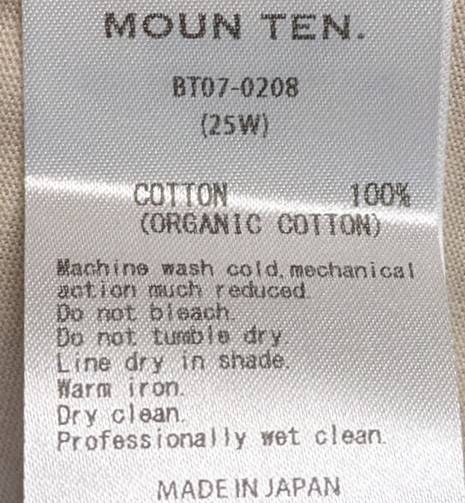 MOUN TEN.
BT07-0208
(25W)
COTTON 100%
(ORGANIC COTTON)
Machine wash cold, mechanical
action much reduced.
Do not bleach.
Do not tumble dry.
Line dry in shade.
Warm iron.
Dry clean.
Professionally wet clean.
MADE IN JAPAN